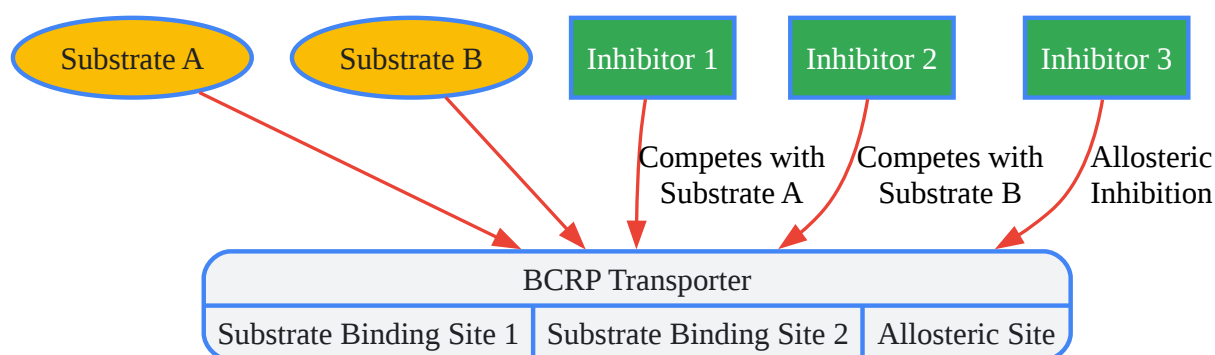 Substrate A
Substrate B
Inhibitor 1
Inhibitor 2
Inhibitor 3
Competes with
Substrate A
Competes with
Substrate B
Allosteric
Inhibition
BCRP Transporter
Substrate Binding Site 1
Substrate Binding Site 2
Allosteric Site